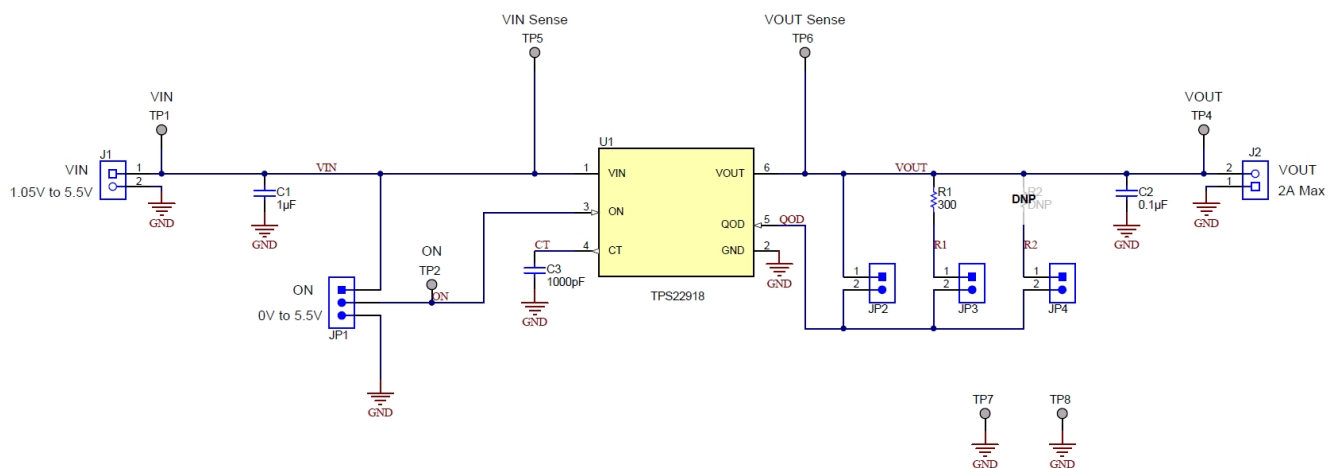 VIN Sense
TP5
VOUT Sense
TP6
VIN
TP1
VOUT
TP4
J1
VIN
1
2
1.05V to 5.5V
GND
VIN
C1
1µF
GND
U1
1
VIN
3
ON
4
CT
VOUT
6
QOD
5
GND
2
TPS22918
GND
QOD
VOUT
R1
300
R1
R2
DNP
DNP
R2
C2
0.1µF
GND
J2
2
1
VOUT
2A Max
GND
CT
C3
1000pF
GND
ON
TP2
ON
ON
0V to 5.5V
JP1
GND
1
2
JP2
1
2
JP3
1
2
JP4
TP7
GND
TP8
GND